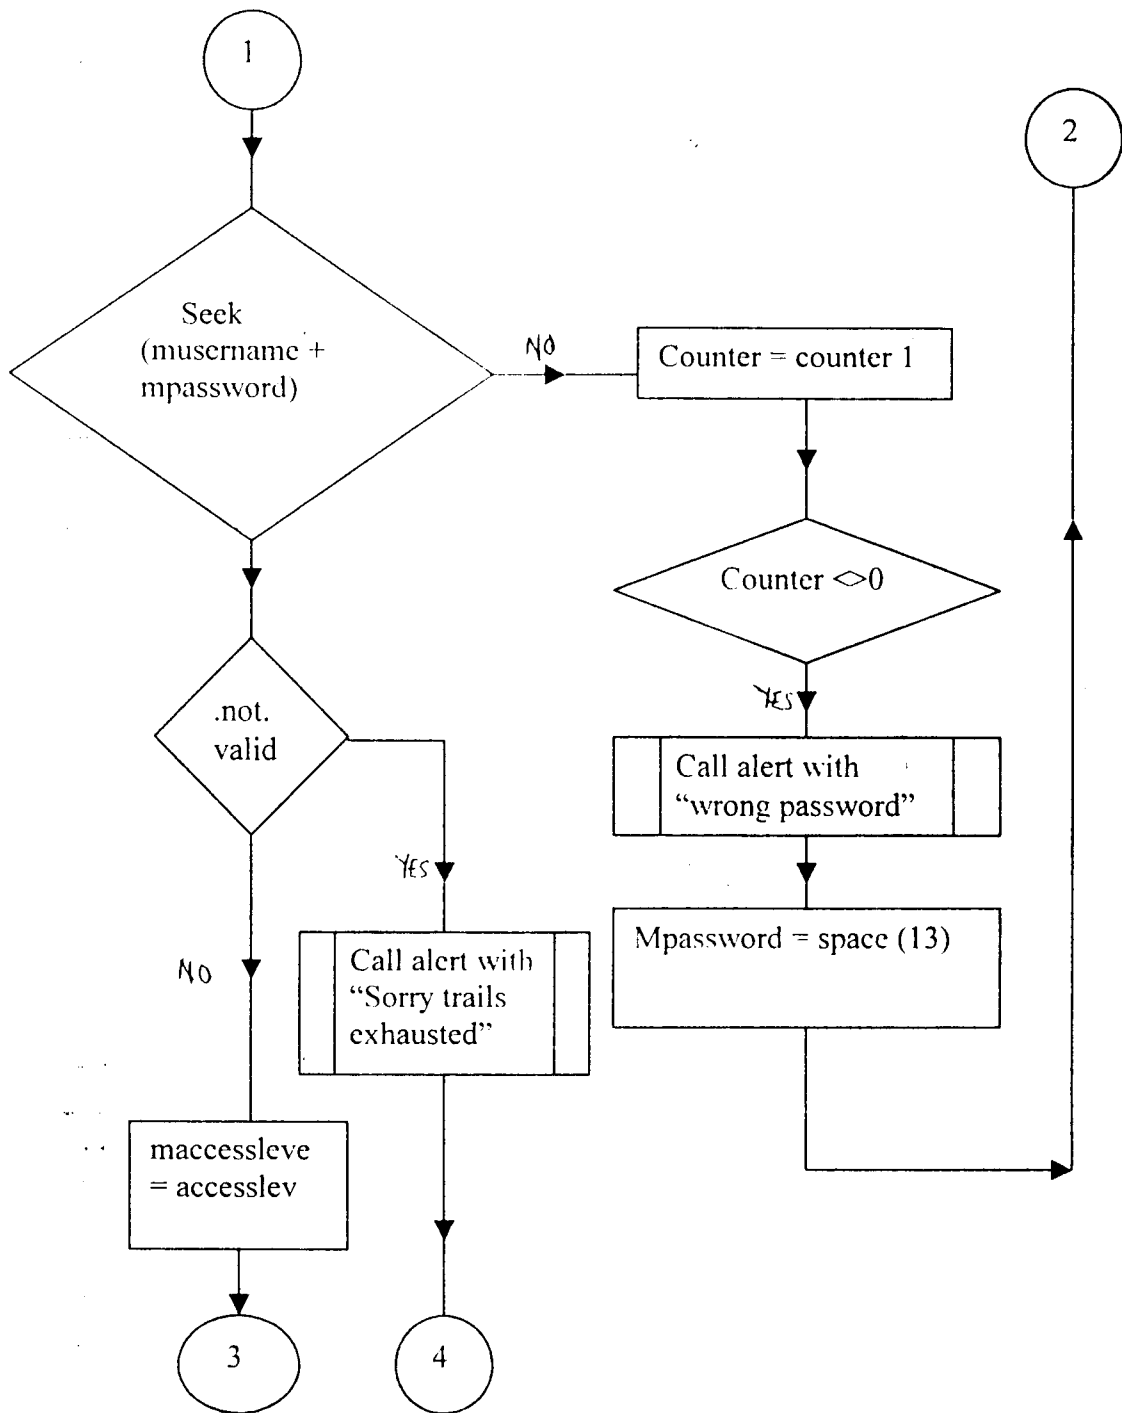 1
2
Seek
(musername +
mpassword)
NO
Counter = counter 1
Counter <>0
.not.
valid
YES
Call alert with
“wrong password”
YES
Mpassword = space (13)
NO
Call alert with
“Sorry trails
exhausted”
maccessleve
= accesslev
3
4